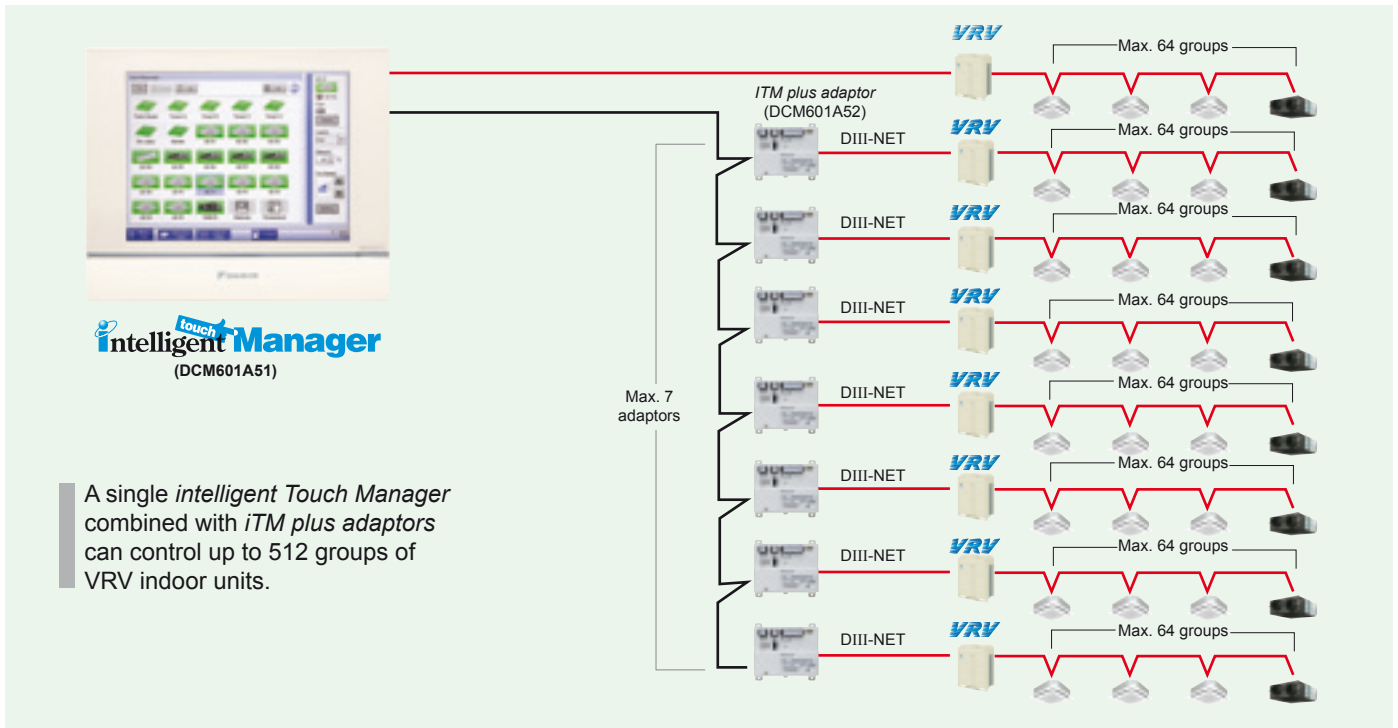 VRV
Max. 64 groups
ITM plus adaptor
(DCM601A52)
DIII-NET
VRV
Max. 64 groups
DIII-NET
VRV
Max. 64 groups
DIII-NET
VRV
Max. 64 groups
DIII-NET
VRV
Max. 64 groups
DIII-NET
VRV
Max. 64 groups
DIII-NET
VRV
Max. 64 groups
DIII-NET
VRV
Max. 64 groups
Max. 7
adaptors
DAIKIN
intelligent touch Manager
(DCM601A51)
A single intelligent Touch Manager
combined with iTM plus adaptors
can control up to 512 groups of
VRV indoor units.